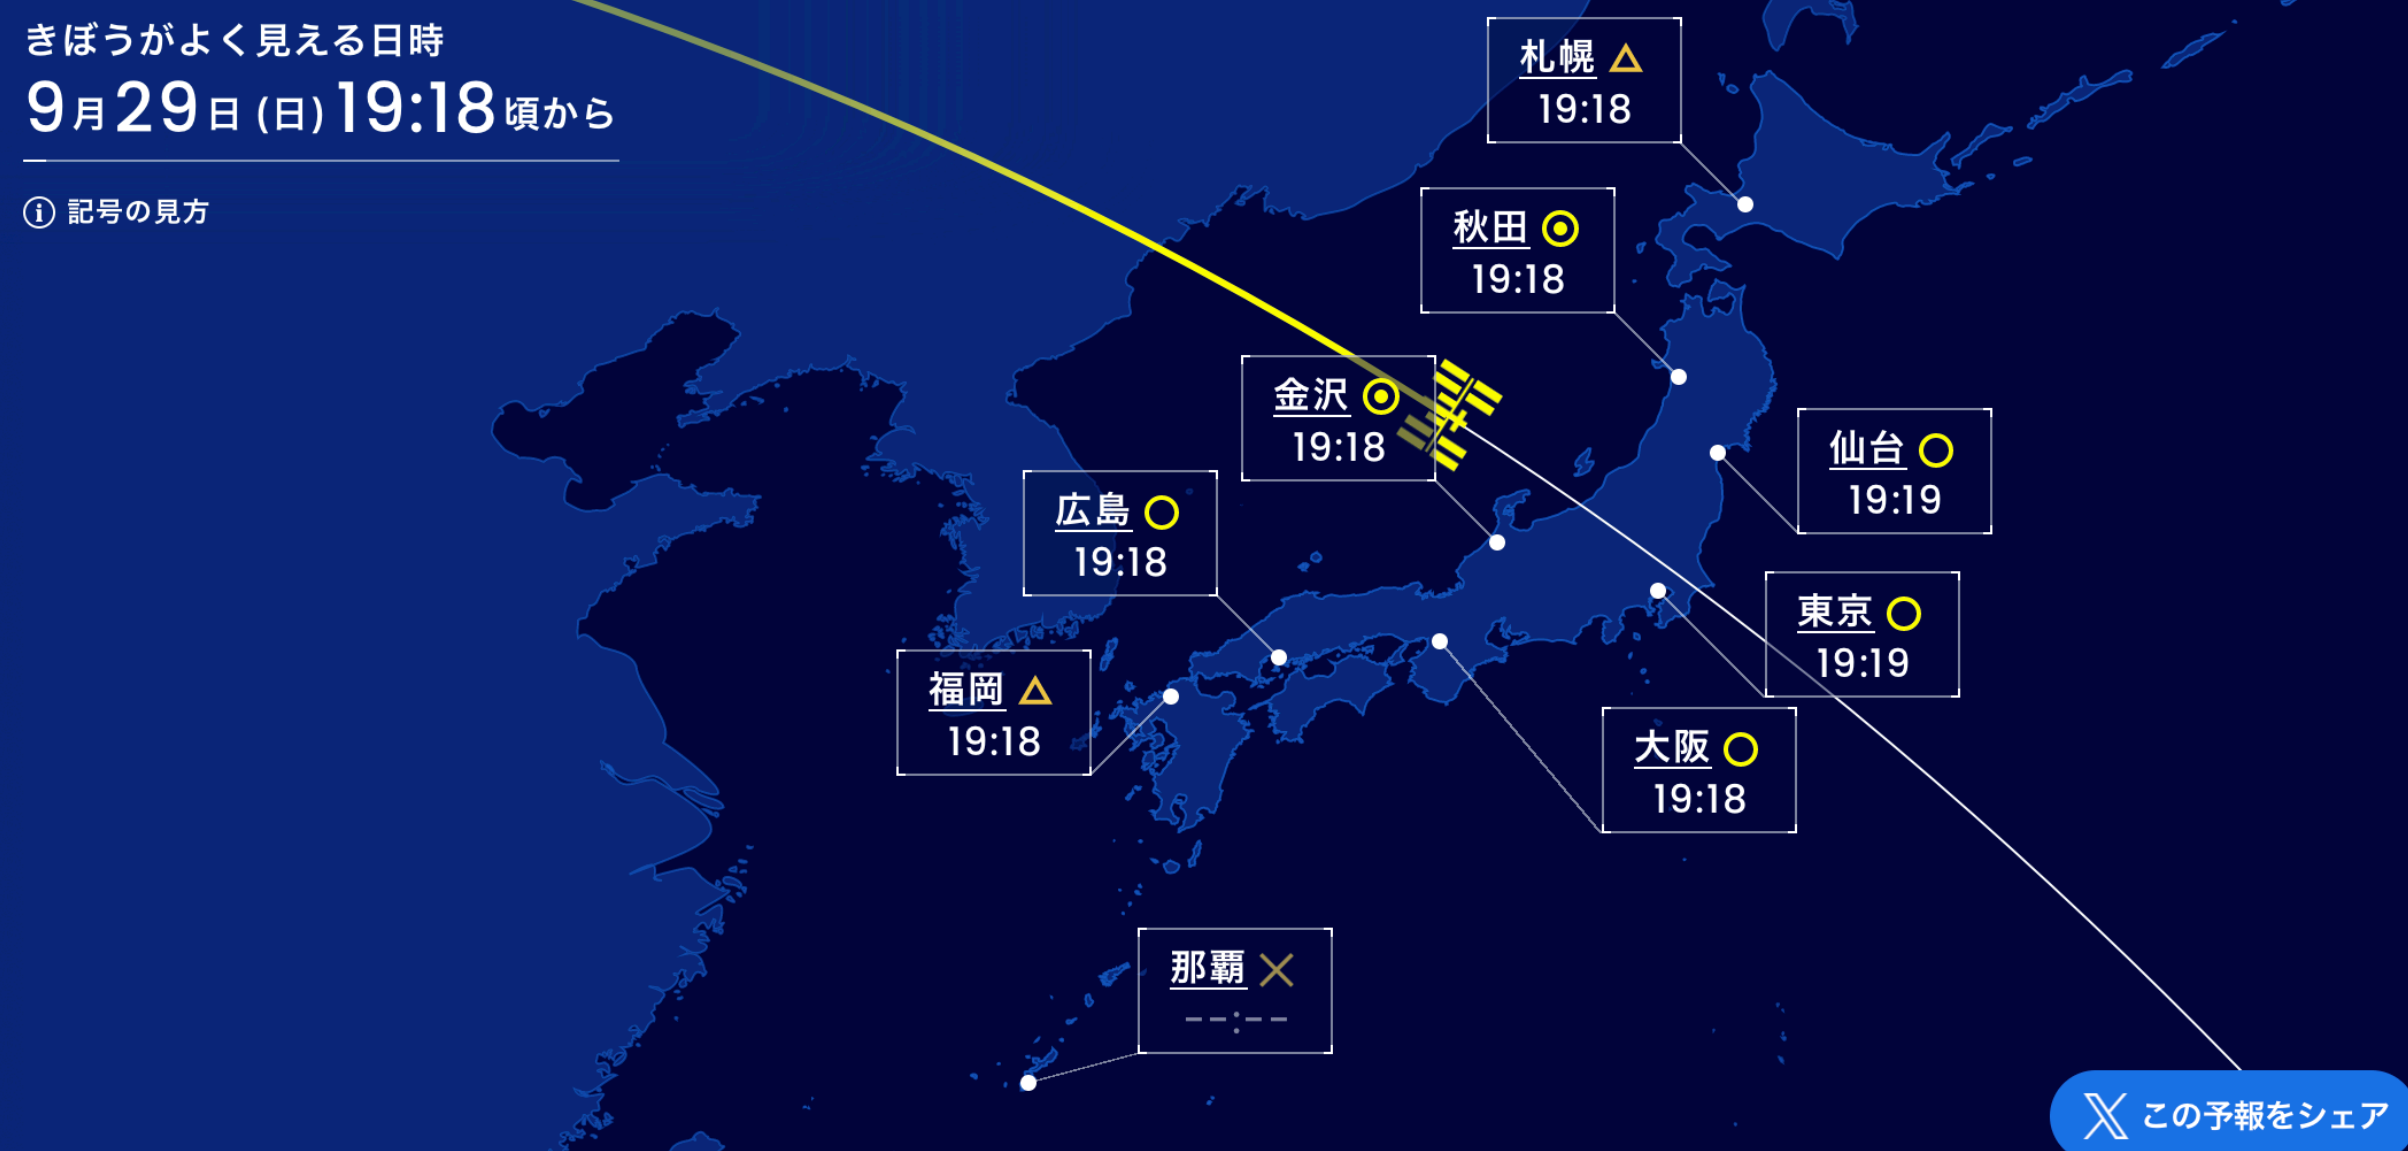 きぼうがよく見える日時
9月29日(日)19:18頃から
記号の見方
札幌 △
19:18
秋田 ◉
19:18
金沢 ◉
19:18
仙台 ○
19:19
広島 ○
19:18
東京 ○
19:19
福岡 △
19:18
大阪 ○
19:18
那覇 ×
--:--
この予報をシェア